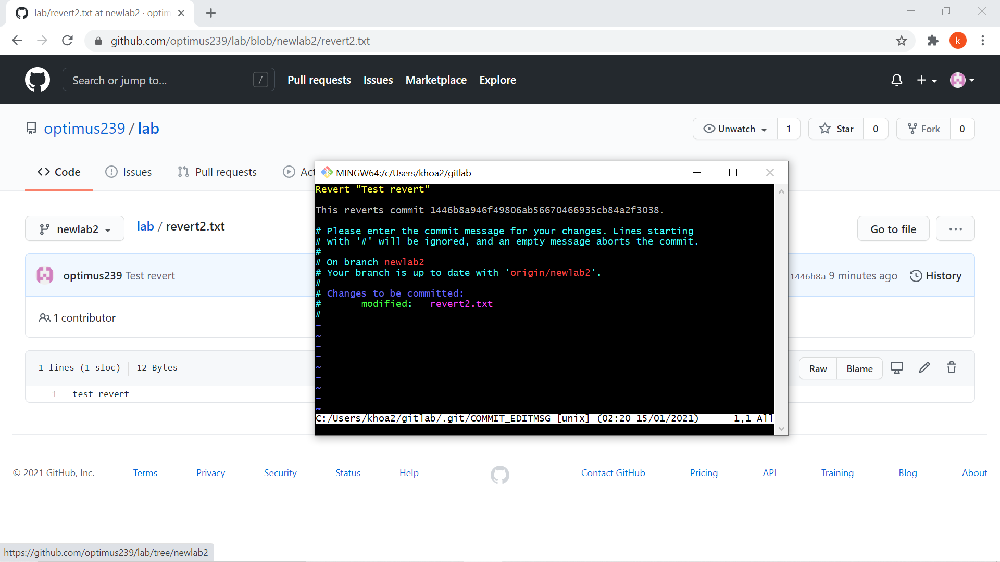 lab/revert2.txt at newlab2 · optim
github.com/optimus239/lab/blob/newlab2/revert2.txt
k
Search or jump to...
/
Pull requests
Issues
Marketplace
Explore
optimus239 / lab
Unwatch 1
Star 0
Fork 0
Code
Issues
Pull requests
Act
newlab2
lab / revert2.txt
Go to file
optimus239 Test revert
1446b8a 9 minutes ago
History
1 contributor
1 lines (1 sloc)
12 Bytes
Raw
Blame
1 test revert
MINGW64:/c/Users/khoa2/gitlab
Revert "Test revert"
This reverts commit 1446b8a946f49806ab56670466935cb84a2f3038.
# Please enter the commit message for your changes. Lines starting
# with '#' will be ignored, and an empty message aborts the commit.
#
# On branch newlab2
# Your branch is up to date with 'origin/newlab2'.
#
# Changes to be committed:
# modified: revert2.txt
#
~
~
~
~
~
~
~
~
~
C:/Users/khoa2/gitlab/.git/COMMIT_EDITMSG [unix] (02:20 15/01/2021) 1,1 All
© 2021 GitHub, Inc.
Terms
Privacy
Security
Status
Help
Contact GitHub
Pricing
API
Training
Blog
About
https://github.com/optimus239/lab/tree/newlab2